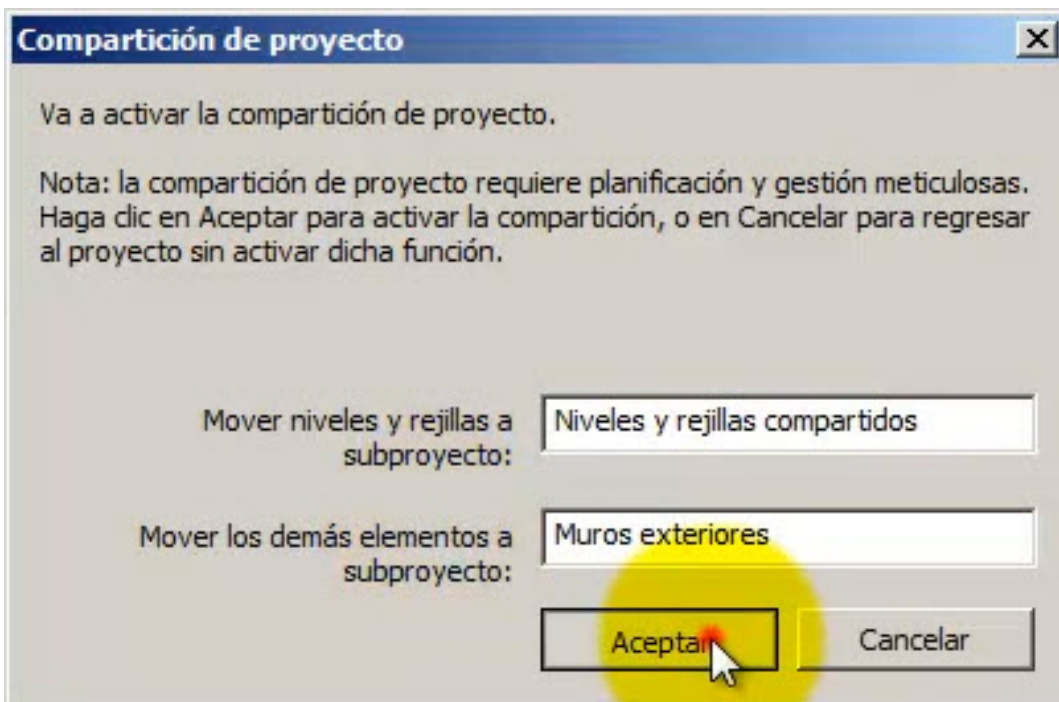 Compartición de proyecto
Va a activar la compartición de proyecto.
Nota: la compartición de proyecto requiere planificación y gestión meticulosas.
Haga clic en Aceptar para activar la compartición, o en Cancelar para regresar
al proyecto sin activar dicha función.
Mover niveles y rejillas a
subproyecto:
Niveles y rejillas compartidos
Mover los demás elementos a
subproyecto:
Muros exteriores
Aceptar
Cancelar